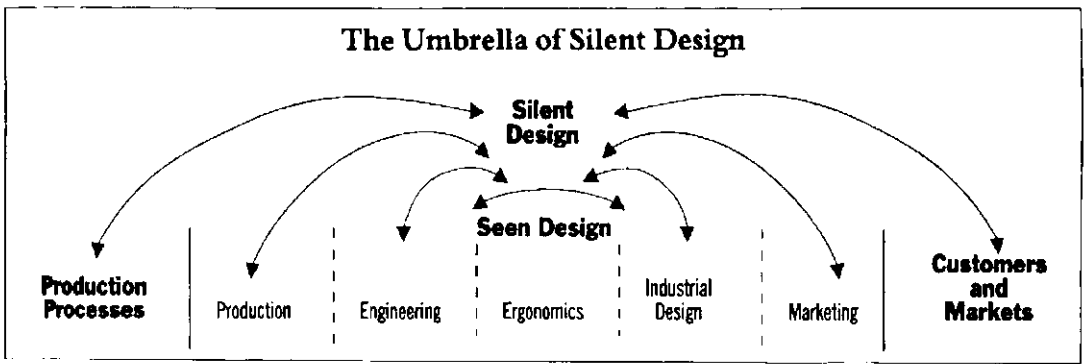 The Umbrella of Silent Design
Silent
Design
Seen Design
Production
Processes
Production
Engineering
Ergonomics
Industrial
Design
Marketing
Customers
and
Markets